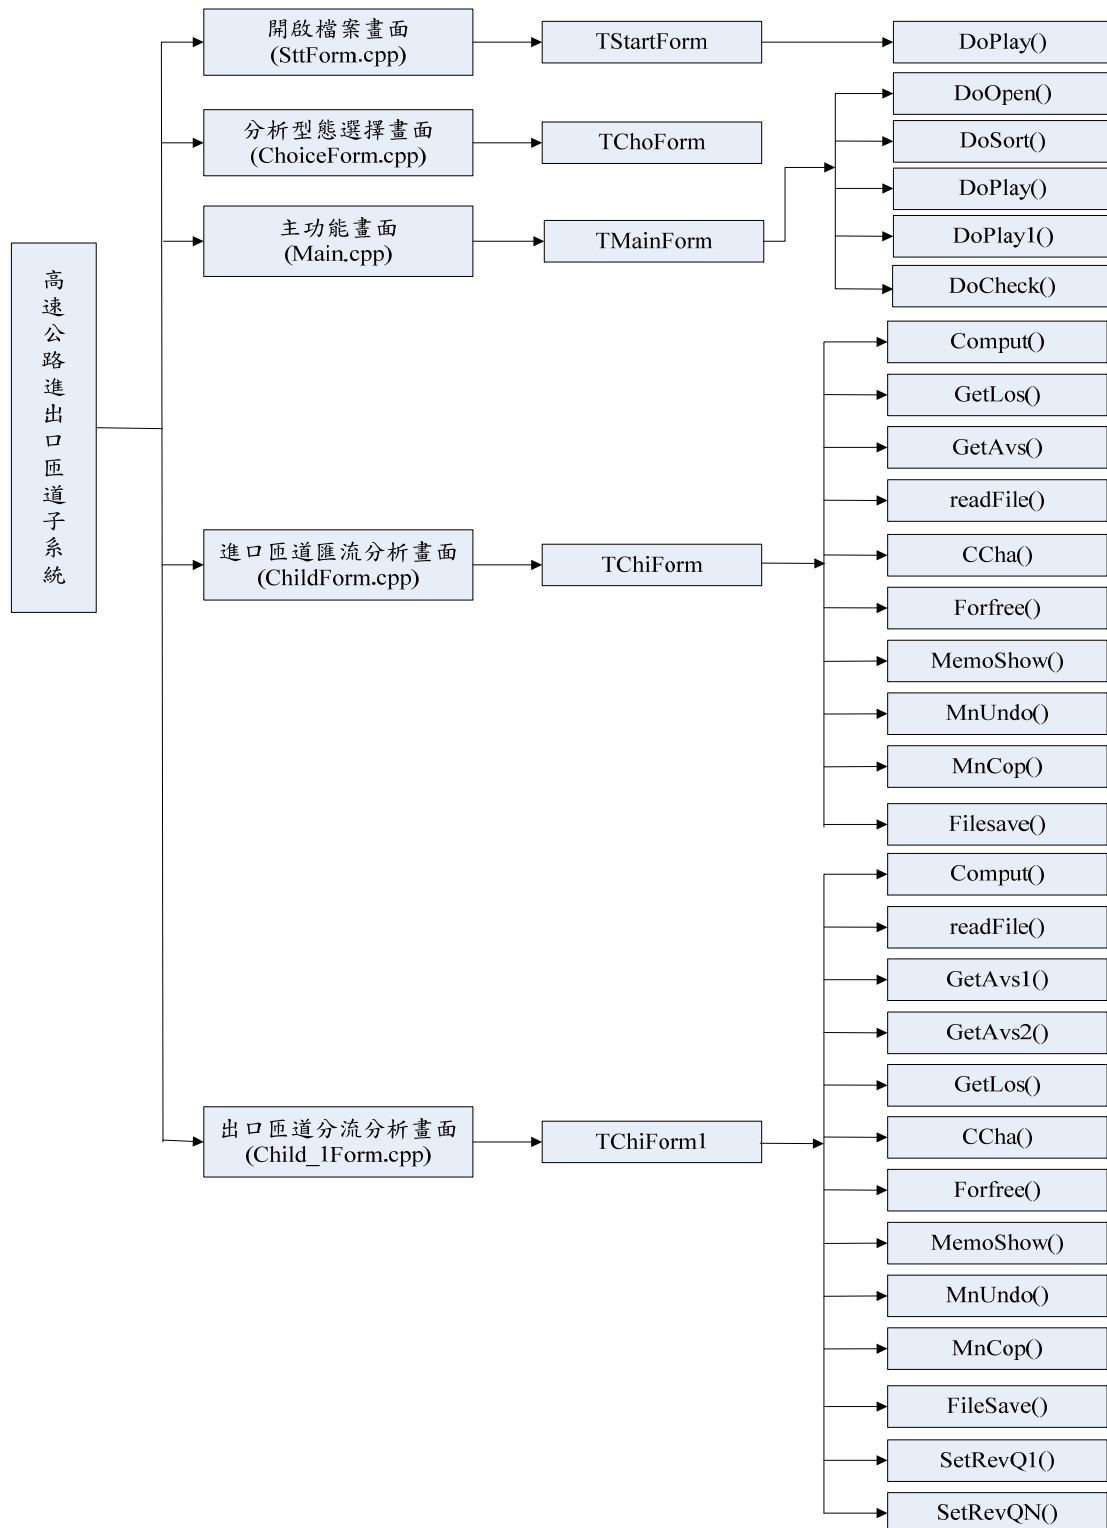 高速公路進出口匝道子系統
開啟檔案畫面
(SttForm.cpp)
TStartForm
DoPlay()
分析型態選擇畫面
(ChoiceForm.cpp)
TChoForm
主功能畫面
(Main.cpp)
TMainForm
DoOpen()
DoSort()
DoPlay()
DoPlay1()
DoCheck()
進口匝道匯流分析畫面
(ChildForm.cpp)
TChiForm
Comput()
GetLos()
GetAvs()
readFile()
CCha()
Forfree()
MemoShow()
MnUndo()
MnCop()
Filesave()
出口匝道分流分析畫面
(Child_1Form.cpp)
TChiForm1
Comput()
readFile()
GetAvs1()
GetAvs2()
GetLos()
CCha()
Forfree()
MemoShow()
MnUndo()
MnCop()
FileSave()
SetRevQ1()
SetRevQN()